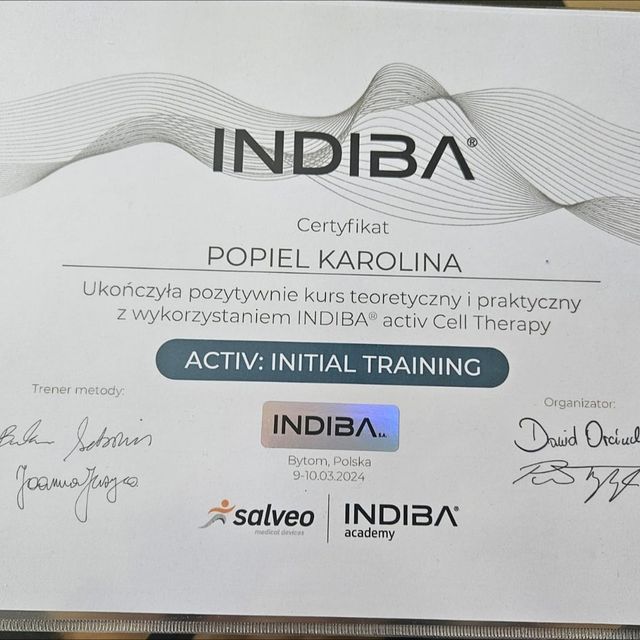 INDIBA®
Certyfikat
POPIEL KAROLINA
Ukończyła pozytywnie kurs teoretyczny i praktyczny
z wykorzystaniem INDIBA® activ Cell Therapy
ACTIV: INITIAL TRAINING
Trener metody:
Organizator:
INDIBA S.A.
Dawid
Bytom, Polska
9-10.03.2024
salveo
medical devices
INDIBA®
academy